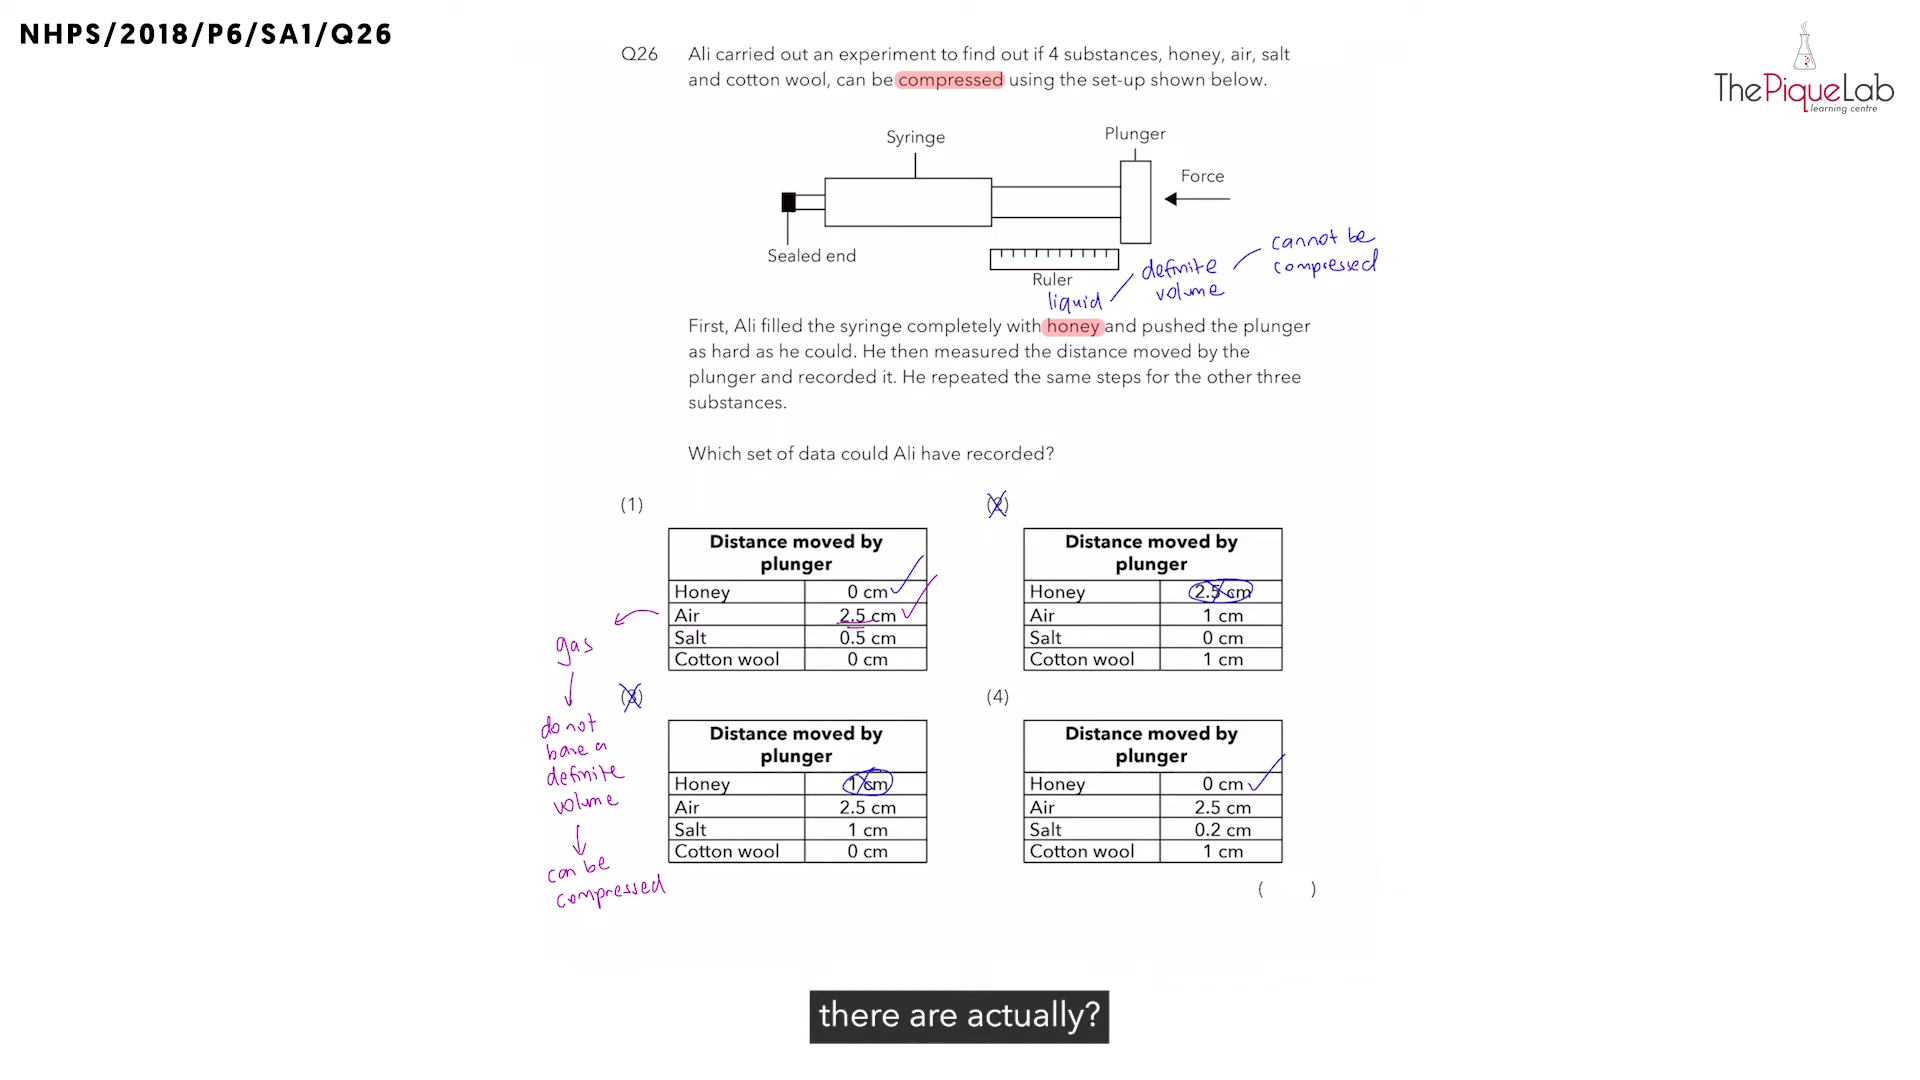 NHPS/2018/P6/SA1/Q26
ThePiqueLab
learning centre
Q26 Ali carried out an experiment to find out if 4 substances, honey, air, salt
and cotton wool, can be compressed using the set-up shown below.
Syringe
Plunger
Force
Sealed end
Ruler
cannot be
compressed
definite
volume
liquid
First, Ali filled the syringe completely with honey and pushed the plunger
as hard as he could. He then measured the distance moved by the
plunger and recorded it. He repeated the same steps for the other three
substances.
Which set of data could Ali have recorded?
(1)
Distance moved by
plunger
Honey 0 cm
Air 2.5 cm
Salt 0.5 cm
Cotton wool 0 cm
(2)
Distance moved by
plunger
Honey 2.5 cm
Air 1 cm
Salt 0 cm
Cotton wool 1 cm
gas
do not
have a
definite
volume
can be
compressed
(3)
Distance moved by
plunger
Honey 1 cm
Air 2.5 cm
Salt 1 cm
Cotton wool 0 cm
(4)
Distance moved by
plunger
Honey 0 cm
Air 2.5 cm
Salt 0.2 cm
Cotton wool 1 cm
( )
there are actually?